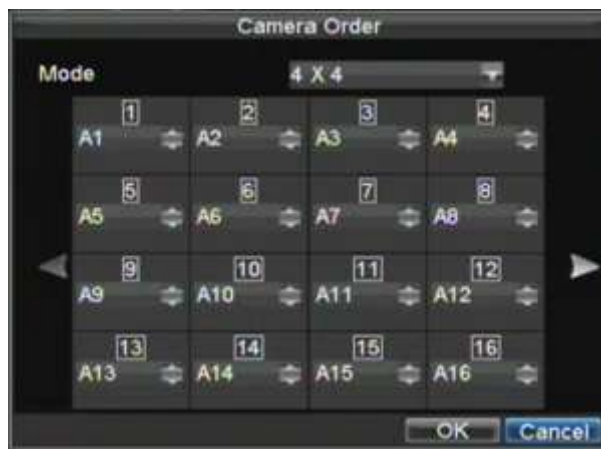 Camera Order
Mode 4 X 4
1 2 3 4
A1 A2 A3 A4
5 6 7 8
A5 A6 A7 A8
9 10 11 12
A9 A10 A11 A12
13 14 15 16
A13 A14 A15 A16
OK Cancel